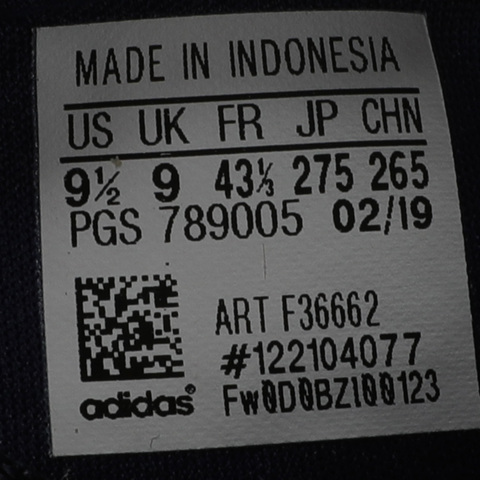 MADE IN INDONESIA
US UK FR JP CHN
9½ 9 43⅓ 275 265
PGS 789005 02/19
ART F36662
#122104077
Fw0D0BZI00123
adidas®